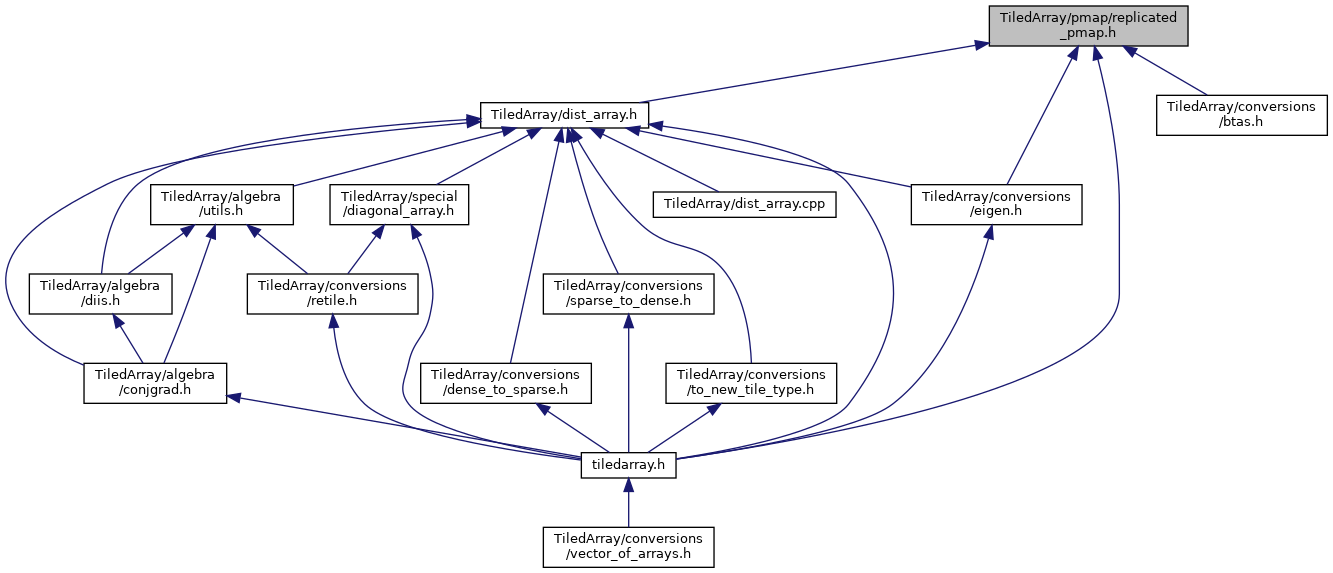 TiledArray/pmap/replicated
_pmap.h
TiledArray/conversions
/btas.h
TiledArray/dist_array.h
TiledArray/algebra
/utils.h
TiledArray/special
/diagonal_array.h
TiledArray/dist_array.cpp
TiledArray/conversions
/eigen.h
TiledArray/algebra
/diis.h
TiledArray/conversions
/retile.h
TiledArray/conversions
/sparse_to_dense.h
TiledArray/algebra
/conjgrad.h
TiledArray/conversions
/dense_to_sparse.h
TiledArray/conversions
/to_new_tile_type.h
tiledarray.h
TiledArray/conversions
/vector_of_arrays.h